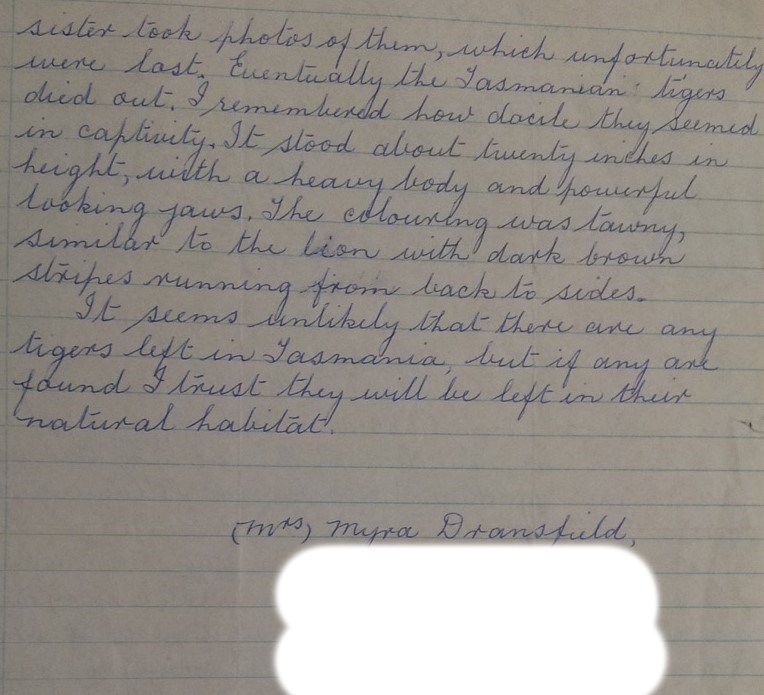 sister took photos of them, which unfortunately
were lost. Eventually the Tasmanian tigers
died out. I remembered how docile they seemed
in captivity. It stood about twenty inches in
height, with a heavy body and powerful
looking jaws. The colouring was tawny,
similar to the lion with dark brown
stripes running from back to sides.
It seems unlikely that there are any
tigers left in Tasmania, but if any are
found I trust they will be left in their
natural habitat.
(Mrs) Myra Dransfield,